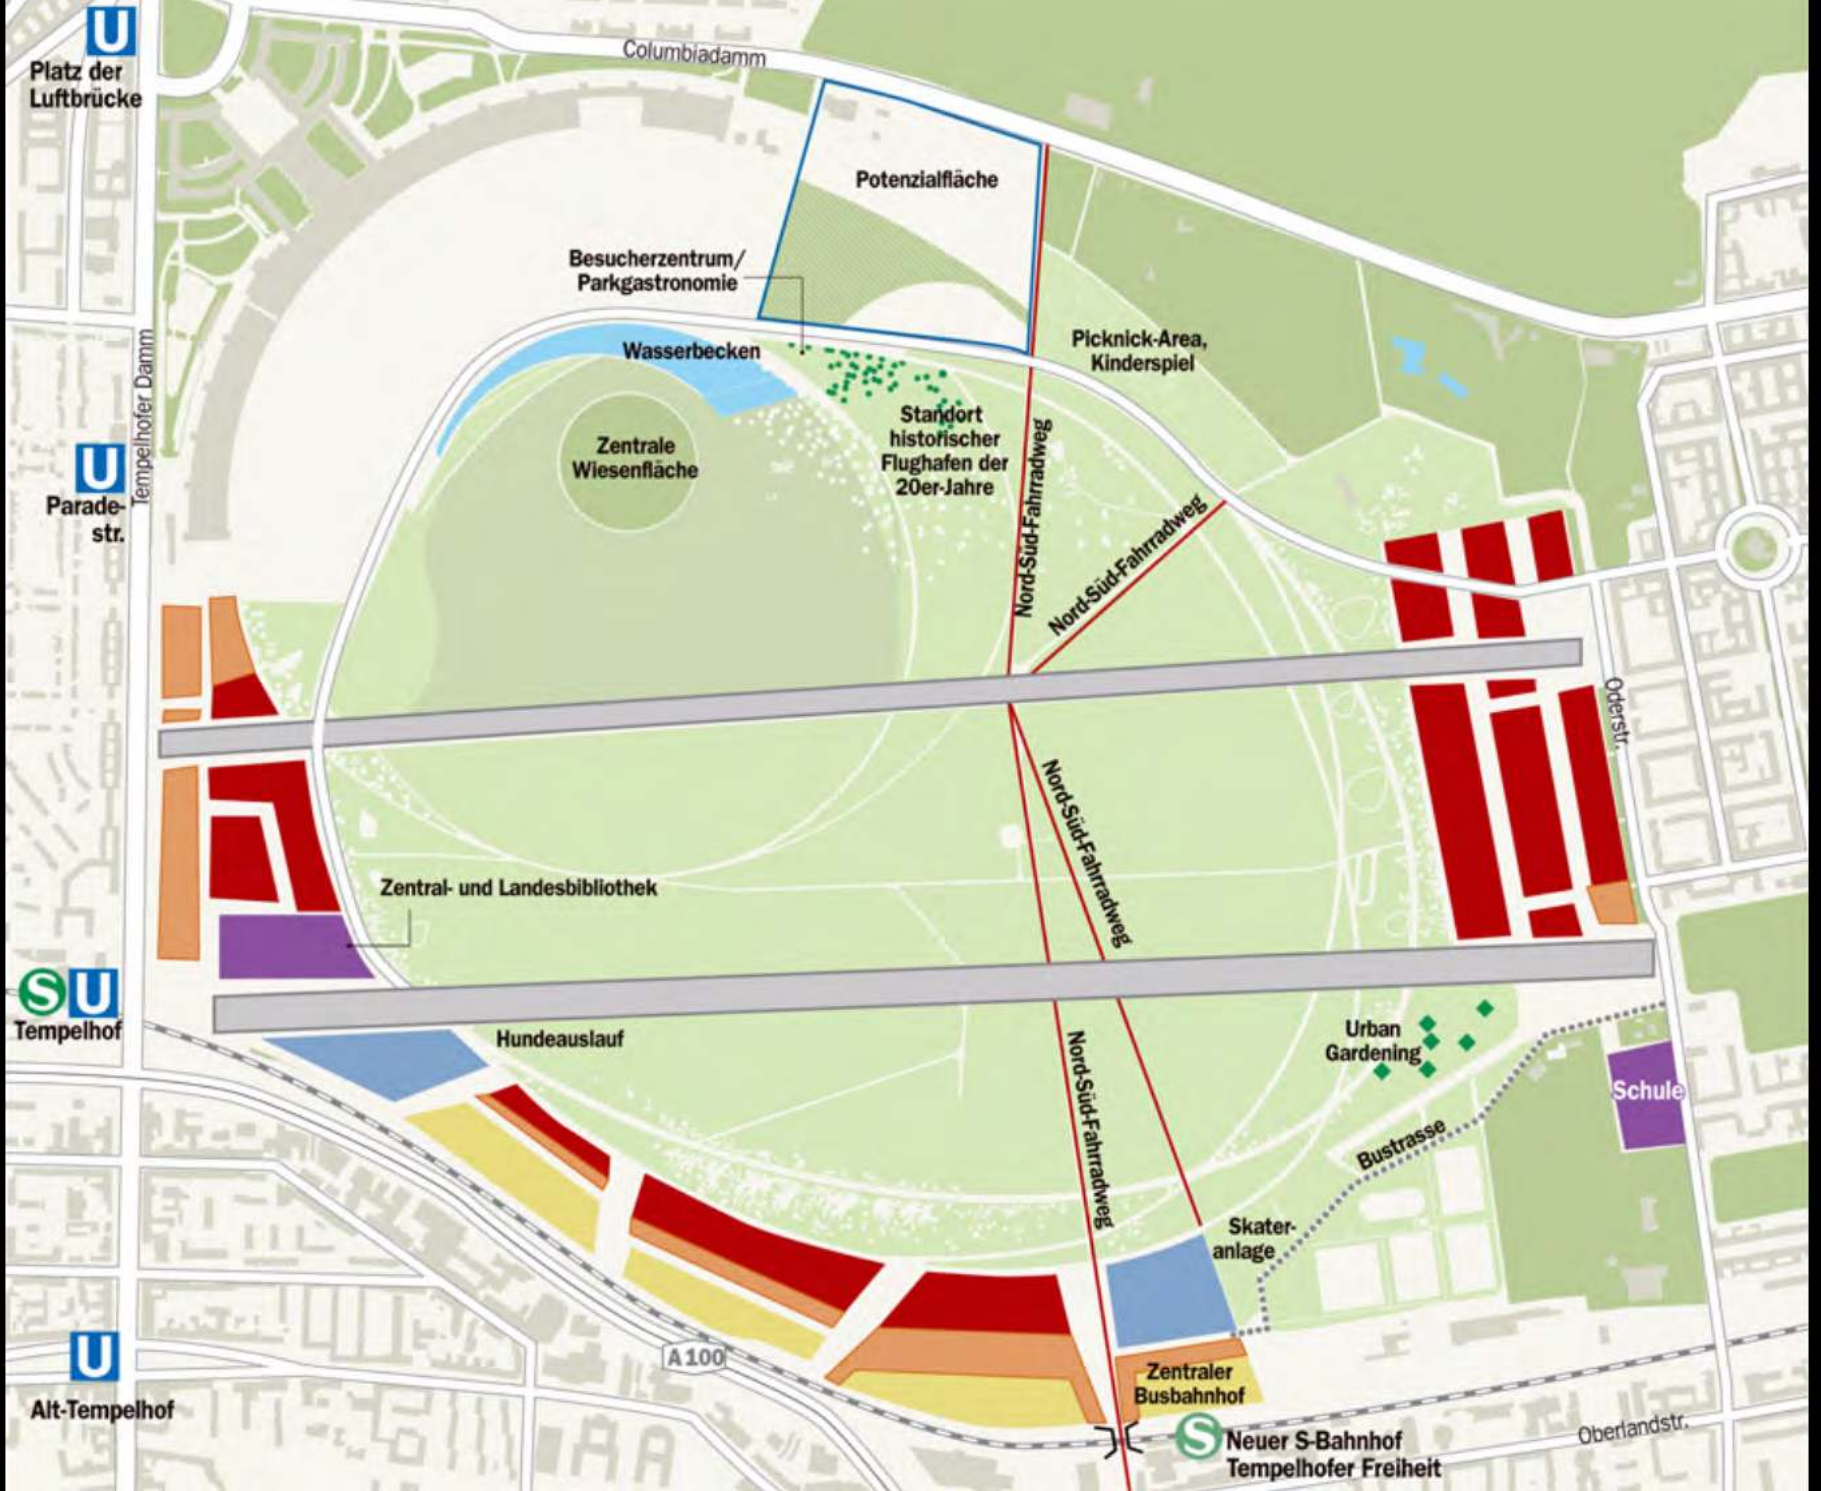 U
Platz der
Luftbrücke
Columbiadamm
Potenzialfläche
Besucherzentrum/
Parkgastronomie
Wasserbecken
Picknick-Area,
Kinderspiel
Tempelhofer Damm
Zentrale
Wiesenfläche
Standort
historischer
Flughafen der
20er-Jahre
Nord-Süd-Fahrradweg
Nord-Süd-Fahrradweg
U
Parade-
str.
Oderstr.
Nord-Süd-Fahrradweg
Zentral- und Landesbibliothek
S U
Tempelhof
Hundeauslauf
Urban
Gardening
Nord-Süd-Fahrradweg
Schule
Bustrasse
Skater-
anlage
U
Alt-Tempelhof
A 100
Zentraler
Busbahnhof
S
Neuer S-Bahnhof
Tempelhofer Freiheit
Oberlandstr.